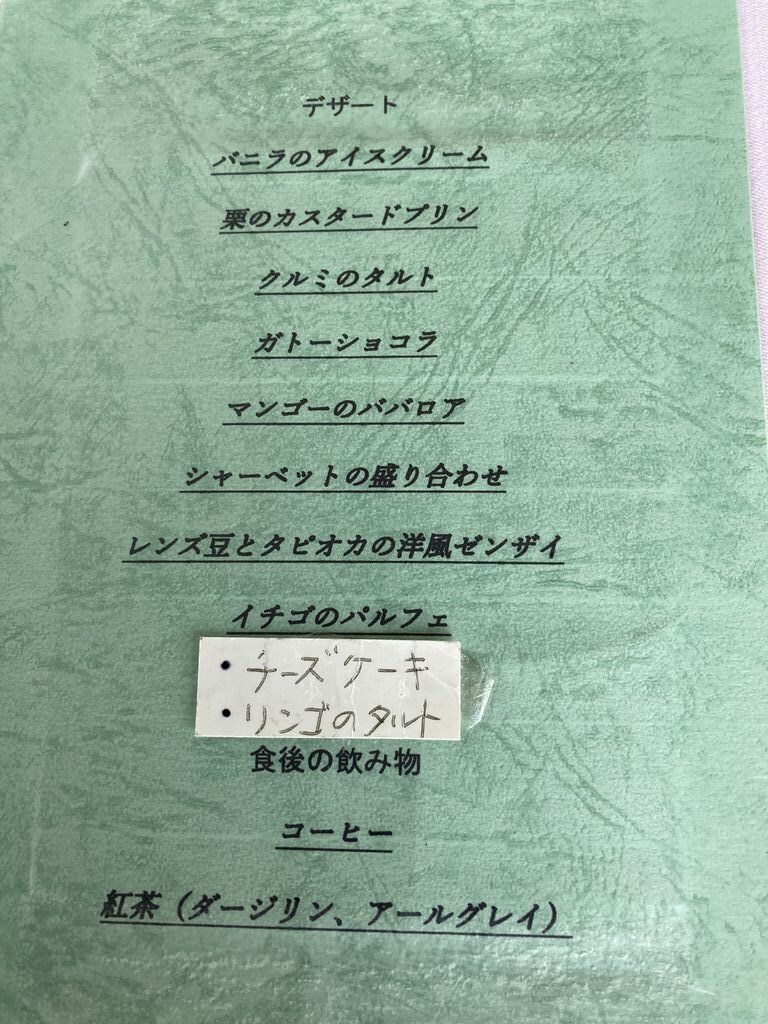 デザート
バニラのアイスクリーム
栗のカスタードプリン
クルミのタルト
ガトーショコラ
マンゴーのババロア
シャーベットの盛り合わせ
レンズ豆とタピオカの洋風ゼンザイ
イチゴのパルフェ
・チーズケーキ
・リンゴのタルト
食後の飲み物
コーヒー
紅茶（ダージリン、アールグレイ）